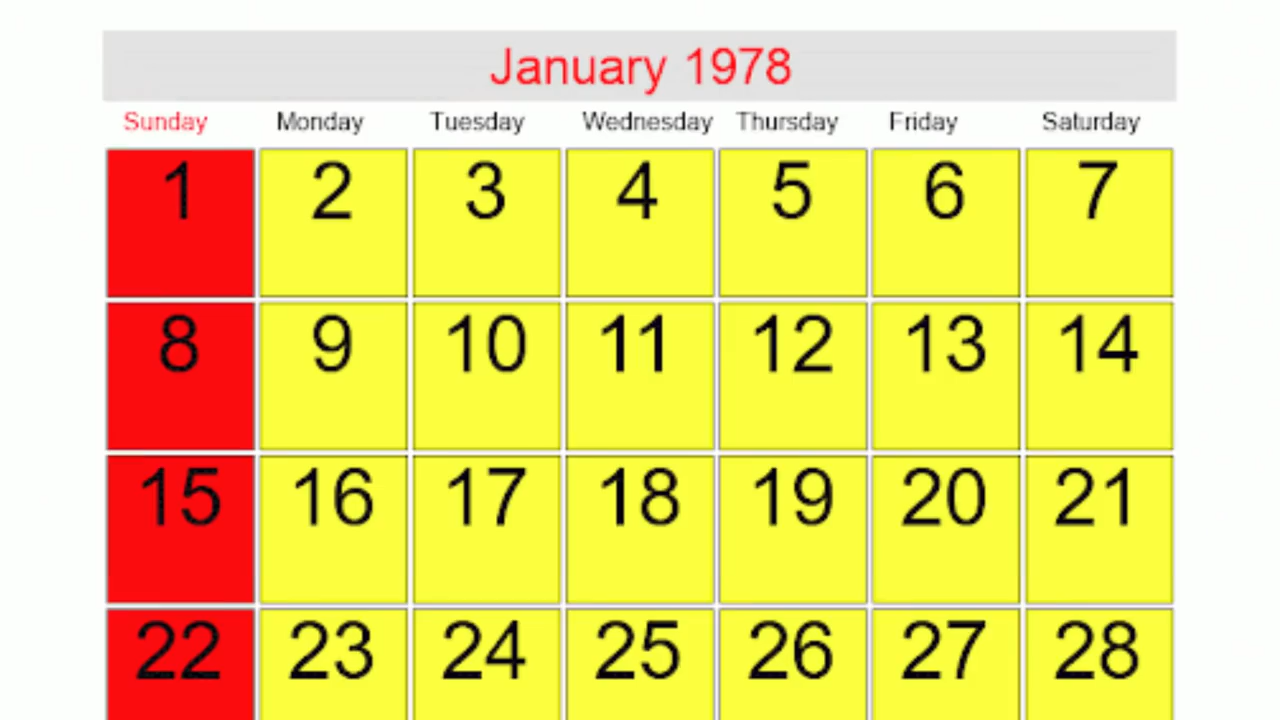 January 1978
Sunday Monday Tuesday Wednesday Thursday Friday Saturday
1 2 3 4 5 6 7
8 9 10 11 12 13 14
15 16 17 18 19 20 21
22 23 24 25 26 27 28